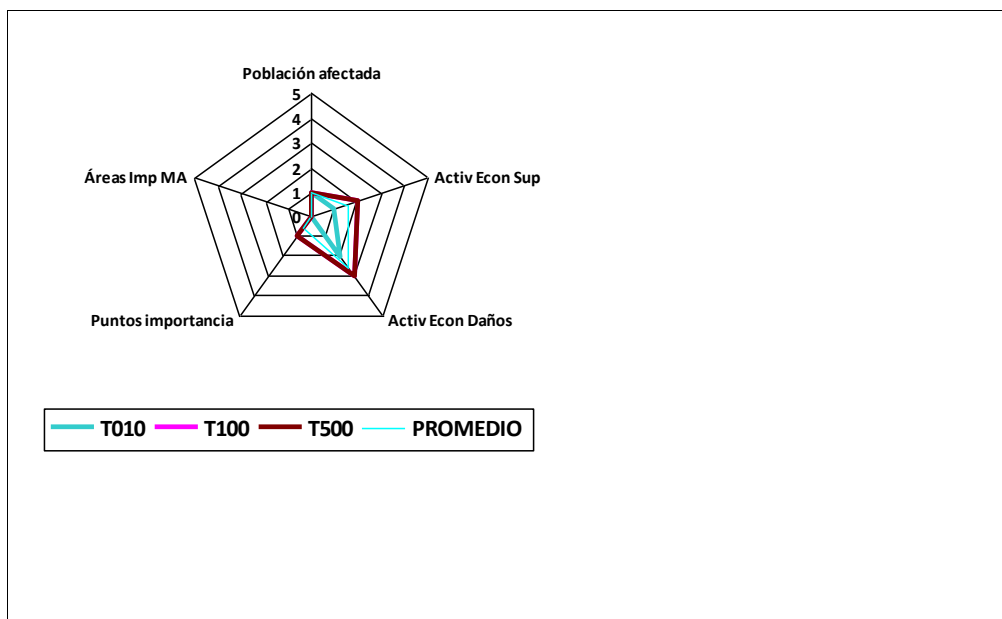 Población afectada
5
4
3
2
1
0
Áreas Imp MA
Activ Econ Sup
Puntos importancia
Activ Econ Daños
T010 T100 T500 PROMEDIO